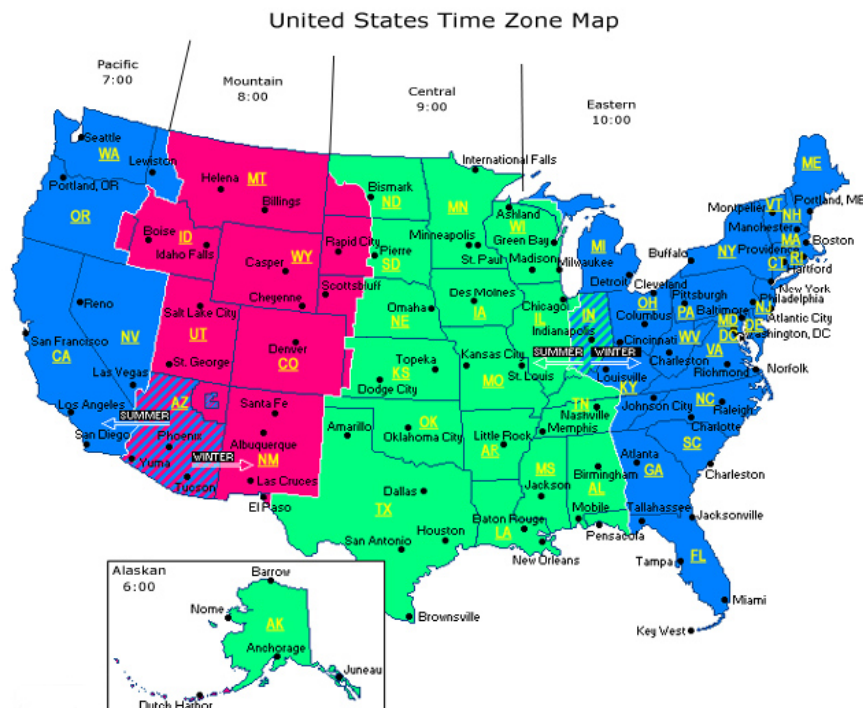 United States Time Zone Map
Pacific
7:00
Mountain
8:00
Central
9:00
Eastern
10:00
Seattle
WA
Lewiston
Portland, OR
OR
Helena
MT
Billings
Boise
ID
Idaho Falls
WY
Casper
Cheyenne
Rapid City
Scottsbluff
Bismark
ND
Pierre
SD
International Falls
MN
Minneapolis
St. Paul
Ashland
WI
Green Bay
Madison
Milwaukee
MI
Detroit
ME
Montpelier
VT
Portland, ME
NH
Manchester
MA
Boston
Providence
RI
CT
Hartford
Buffalo
NY
New York
Reno
NV
San Francisco
CA
Las Vegas
Los Angeles
San Diego
Salt Lake City
UT
St. George
Denver
CO
Omaha
NE
Des Moines
IA
Chicago
IL
IN
Indianapolis
Cleveland
OH
Columbus
Cincinnati
Pittsburgh
PA
Philadelphia
NJ
Baltimore
Atlantic City
MD
DE
DC
Washington, DC
WV
Charleston
VA
Richmond
Norfolk
Topeka
KS
Dodge City
Kansas City
MO
St. Louis
SUMMER
WINTER
Louisville
KY
AZ
SUMMER
Phoenix
Yuma
WINTER
Tucson
Santa Fe
Albuquerque
NM
Las Cruces
El Paso
Amarillo
OK
Oklahoma City
Little Rock
AR
TN
Nashville
Memphis
Johnson City
NC
Raleigh
Charlotte
SC
Charleston
Atlanta
GA
Dallas
TX
San Antonio
Houston
Brownsville
MS
Jackson
Birmingham
AL
Mobile
Baton Rouge
LA
New Orleans
Pensacola
Tallahassee
Jacksonville
FL
Tampa
Miami
Key West
Alaskan
6:00
Barrow
Nome
AK
Anchorage
Juneau
Dutch Harbor